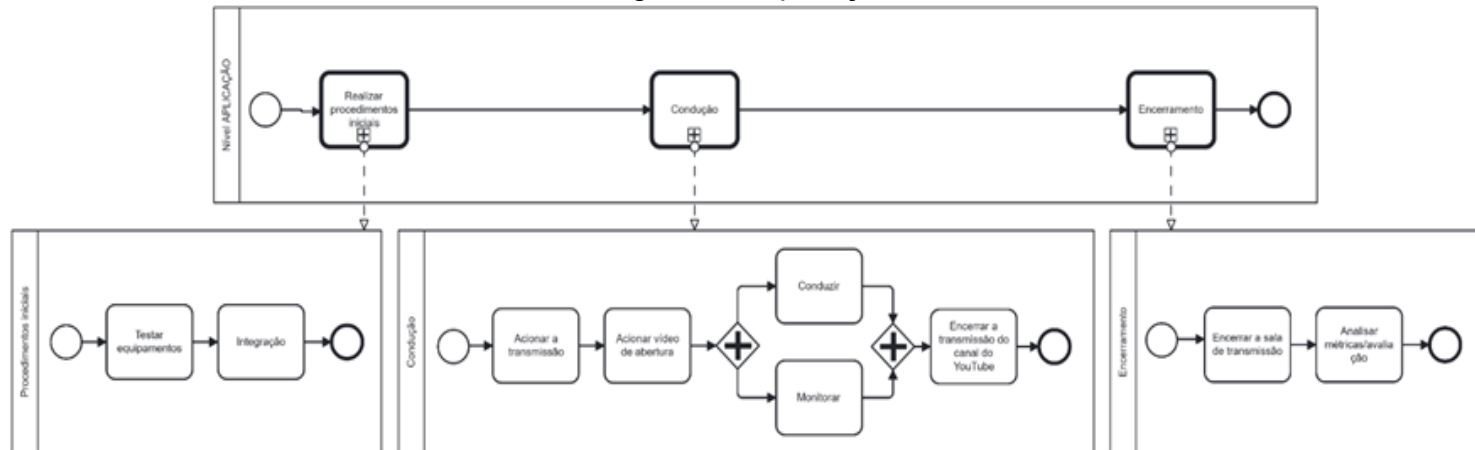 Nível APLICAÇÃO
Realizar
procedimentos
iniciais
Condução
Encerramento
Procedimentos iniciais
Testar
equipamentos
Integração
Condução
Acionar a
transmissão
Acionar vídeo
de abertura
Conduzir
Monitorar
Encerrar a
transmissão do
canal do
YouTube
Encerramento
Encerrar a sala
de transmissão
Analisar
métricas/avalia
ção